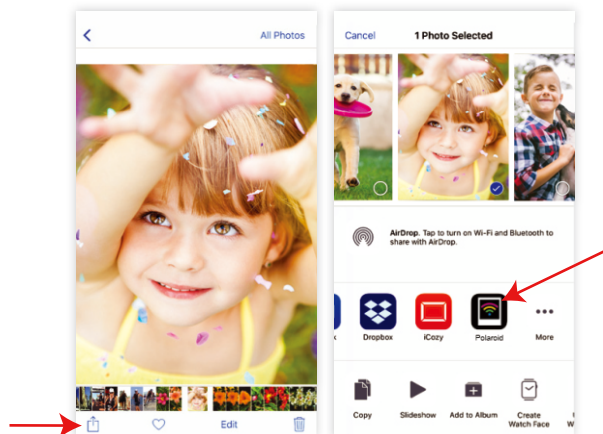 All Photos
Edit
Cancel
1 Photo Selected
AirDrop. Tap to turn on Wi-Fi and Bluetooth to
share with AirDrop.
Dropbox
iCozy
Polaroid
More
Copy
Slideshow
Add to Album
Create
Watch Face